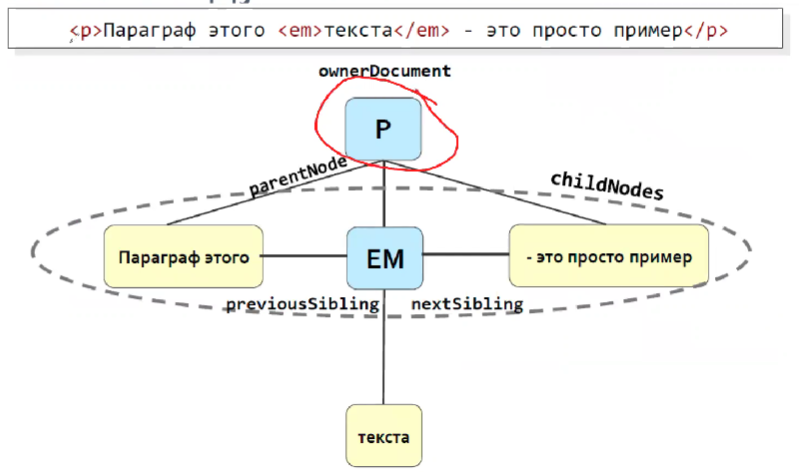 <p>Параграф этого <em>текста</em> - это просто пример</p>
ownerDocument
P
parentNode
childNodes
Параграф этого
EM
- это просто пример
previousSibling
nextSibling
текста